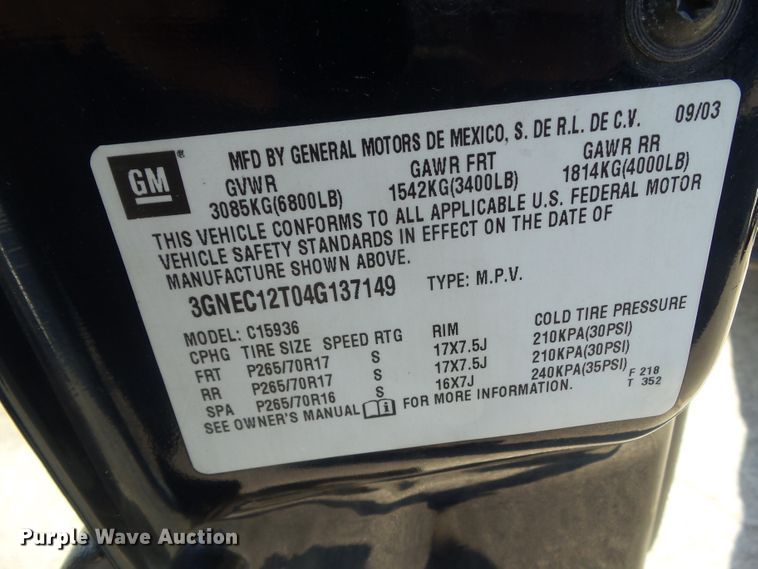 09/03
GM®
MFD BY GENERAL MOTORS DE MEXICO, S. DE R.L. DE C.V.
GVWR GAWR FRT GAWR RR
3085KG(6800LB) 1542KG(3400LB) 1814KG(4000LB)
THIS VEHICLE CONFORMS TO ALL APPLICABLE U.S. FEDERAL MOTOR
VEHICLE SAFETY STANDARDS IN EFFECT ON THE DATE OF
MANUFACTURE SHOWN ABOVE.
3GNEC12T04G137149 TYPE: M.P.V.
MODEL: C15936
CPHG TIRE SIZE SPEED RTG RIM COLD TIRE PRESSURE
FRT P265/70R17 S 17X7.5J 210KPA(30PSI)
RR P265/70R17 S 17X7.5J 210KPA(30PSI)
SPA P265/70R16 S 16X7J 240KPA(35PSI)
F 218
T 352
SEE OWNER'S MANUAL FOR MORE INFORMATION.
Purple Wave Auction